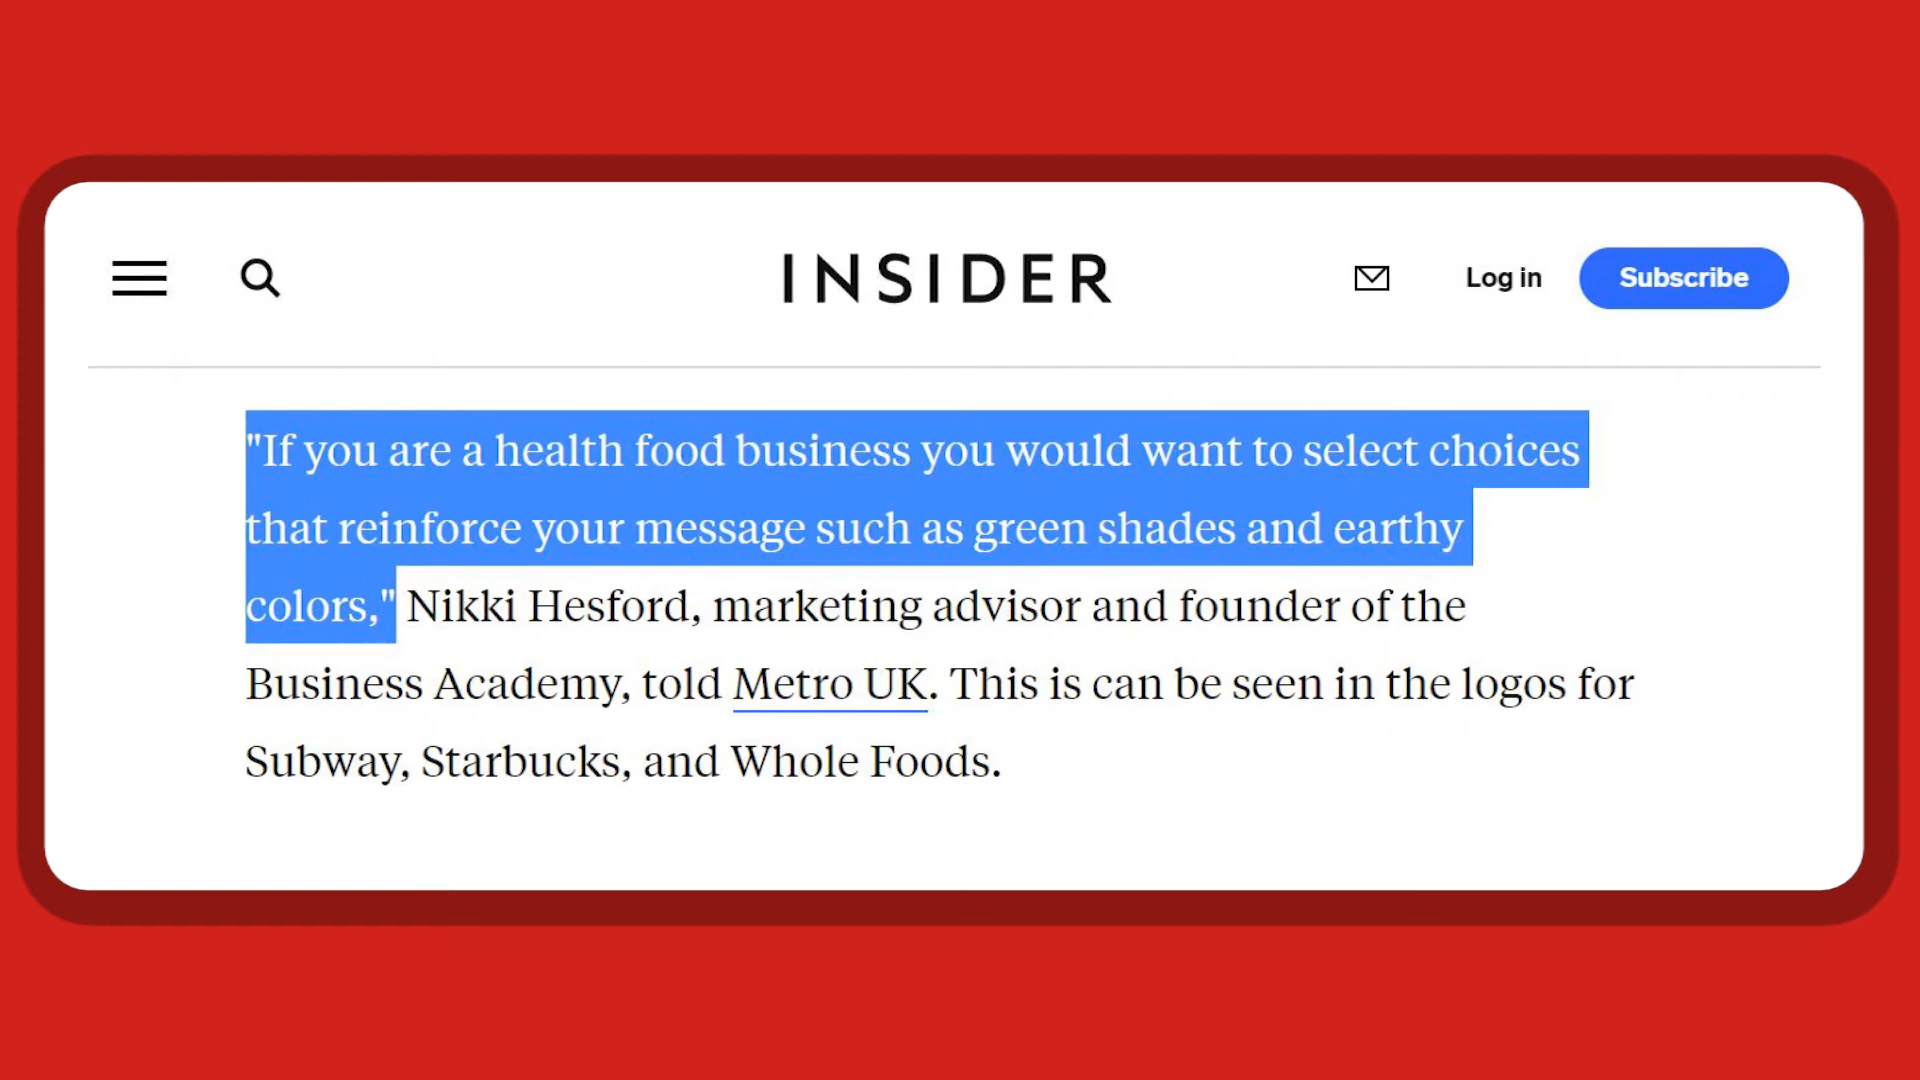 INSIDER
Log in
Subscribe
"If you are a health food business you would want to select choices
that reinforce your message such as green shades and earthy
colors," Nikki Hesford, marketing advisor and founder of the
Business Academy, told Metro UK. This is can be seen in the logos for
Subway, Starbucks, and Whole Foods.